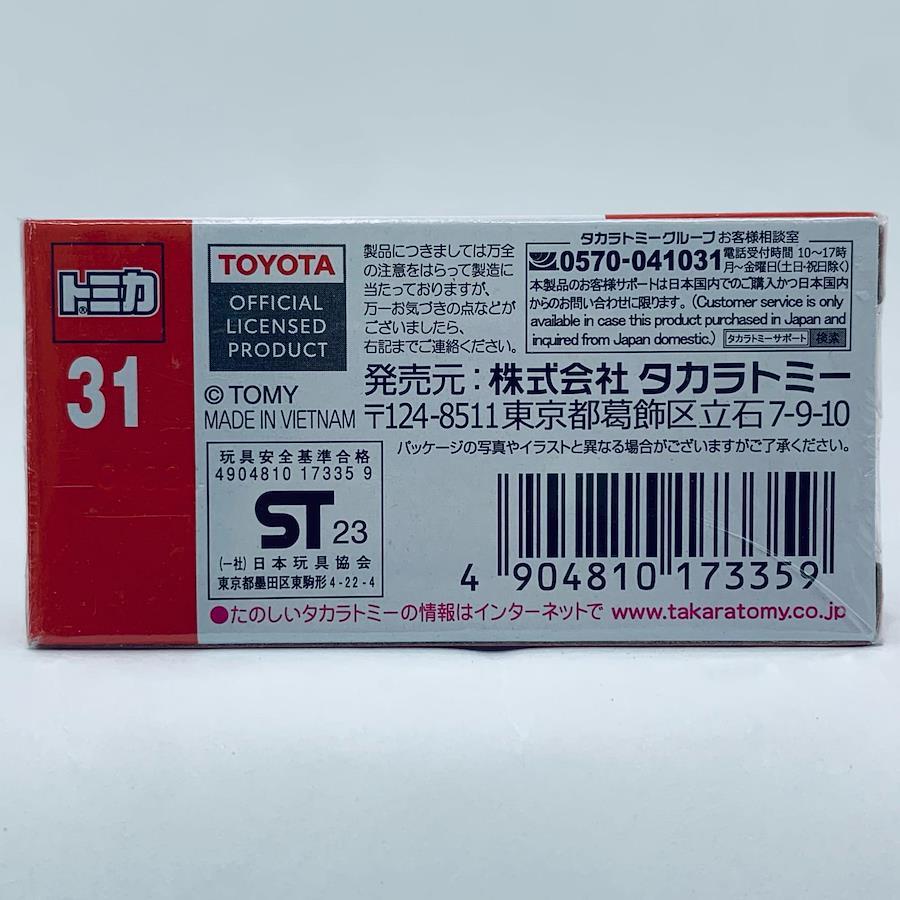 トミカ®
31
TOYOTA
OFFICIAL
LICENSED
PRODUCT
© TOMY
MADE IN VIETNAM
製品につきましては万全
の注意をはらって製造に
当たっておりますが、
万一お気づきの点などが
ございましたら、
右記までご連絡ください。
タカラトミーグループ お客様相談室
0570-041031 電話受付時間 10〜17時
月〜金曜日(土日・祝日除く)
本製品のお客様サポートは日本国内でのご購入かつ日本国内
からのお問い合わせに限ります。(Customer service is only
available in case this product purchased in Japan and
inquired from Japan domestic.) タカラトミーサポート 検索
発売元:株式会社 タカラトミー
〒124-8511東京都葛飾区立石7-9-10
パッケージの写真やイラストと異なる場合がございますがご了承ください。
玩具安全基準合格
4904810 17335 9
ST 23
(一社)日本玩具協会
東京都墨田区東駒形4-22-4
4 904810 173359
●たのしいタカラトミーの情報はインターネットで www.takaratomy.co.jp